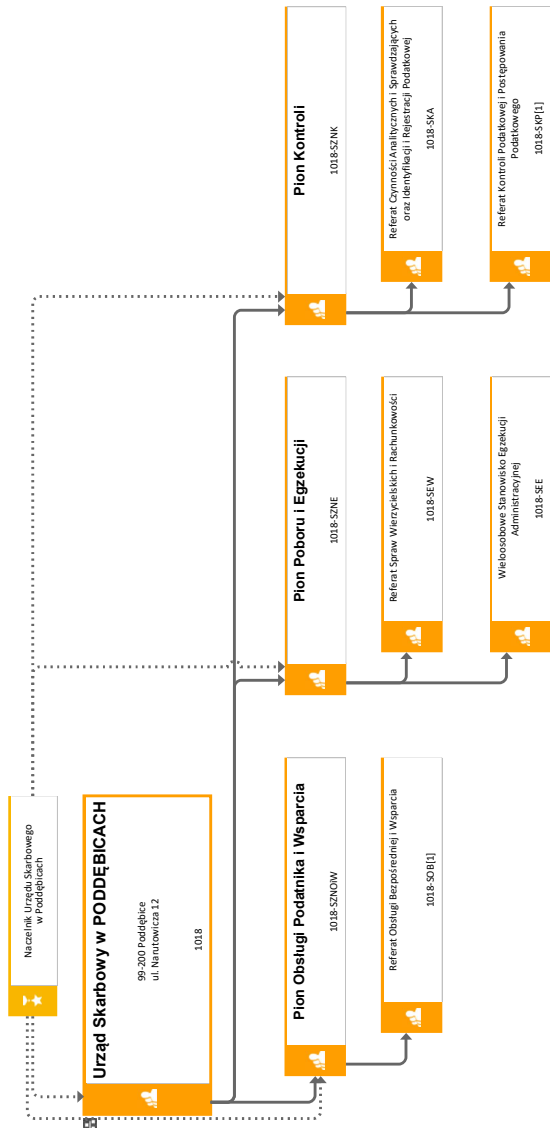 Naczelnik Urzędu Skarbowego
w Poddębicach
Urząd Skarbowy w PODDĘBICACH
99-200 Poddębice
ul. Narutowicza 12
1018
Pion Obsługi Podatnika i Wsparcia
1018-SZNOiW
Referat Obsługi Bezpośredniej i Wsparcia
1018-SOB[1]
Pion Poboru i Egzekucji
1018-SZNE
Referat Spraw Wierzycielskich i Rachunkowości
1018-SEW
Wieloosobowe Stanowisko Egzekucji
Administracyjnej
1018-SEE
Pion Kontroli
1018-SZNK
Referat Czynności Analitycznych i Sprawdzających
oraz Identyfikacji i Rejestracji Podatkowej
1018-SKA
Referat Kontroli Podatkowej i Postępowania
Podatkowego
1018-SKP[1]